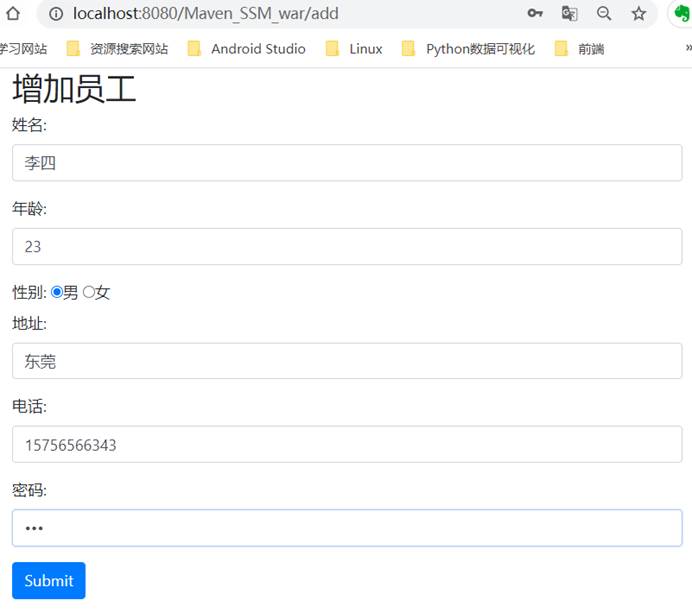 localhost:8080/Maven_SSM_war/add
学习网站 资源搜索网站 Android Studio Linux Python数据可视化 前端 »
增加员工
姓名:
李四
年龄:
23
性别: 男 女
地址:
东莞
电话:
15756566343
密码:
•••
Submit